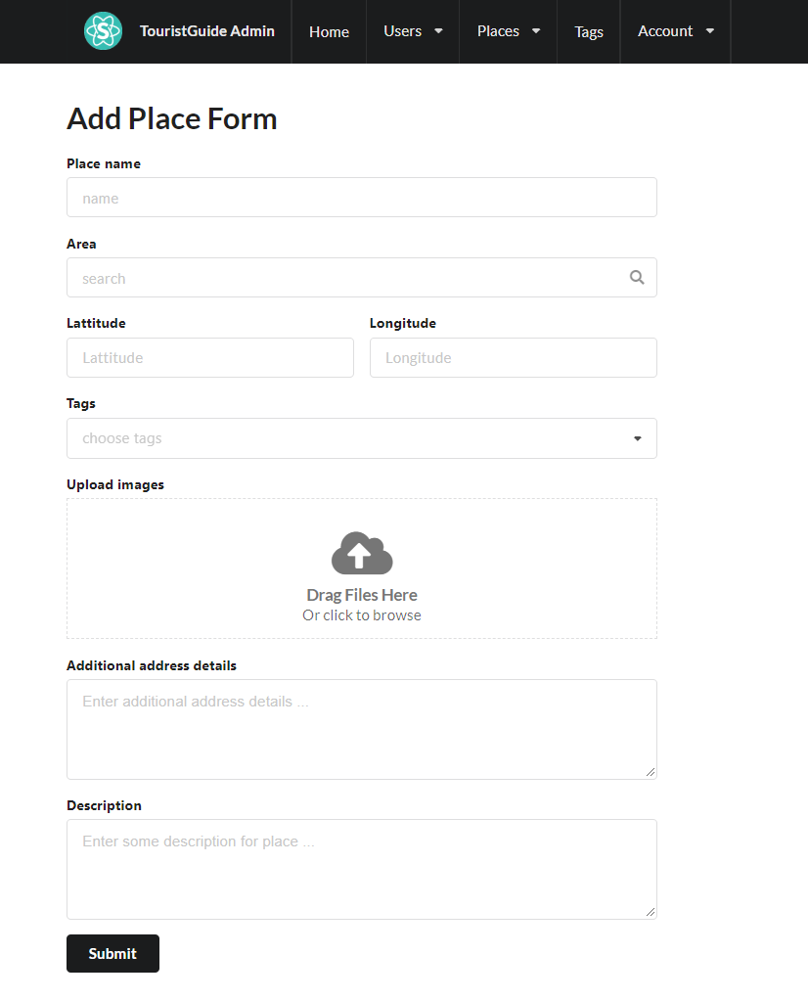 S TouristGuide Admin Home Users Places Tags Account
Add Place Form
Place name
name
Area
search
Lattitude Longitude
Lattitude Longitude
Tags
choose tags
Upload images
Drag Files Here
Or click to browse
Additional address details
Enter additional address details ...
Description
Enter some description for place ...
Submit